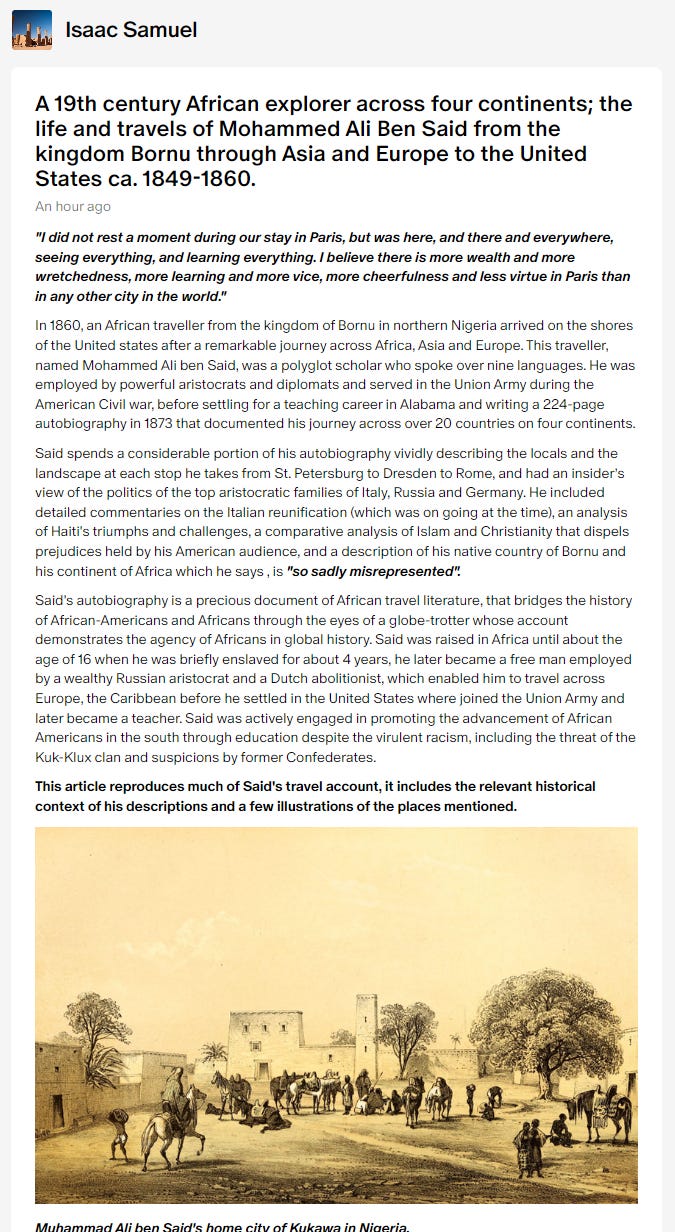 Isaac Samuel
A 19th century African explorer across four continents; the
life and travels of Mohammed Ali Ben Said from the
kingdom Bornu through Asia and Europe to the United
States ca. 1849-1860.
An hour ago
"I did not rest a moment during our stay in Paris, but was here, and there and everywhere,
seeing everything, and learning everything. I believe there is more wealth and more
wretchedness, more learning and more vice, more cheerfulness and less virtue in Paris than
in any other city in the world."
In 1860, an African traveller from the kingdom of Bornu in northern Nigeria arrived on the shores
of the United states after a remarkable journey across Africa, Asia and Europe. This traveller,
named Mohammed Ali ben Said, was a polyglot scholar who spoke over nine languages. He was
employed by powerful aristocrats and diplomats and served in the Union Army during the
American Civil war, before settling for a teaching career in Alabama and writing a 224-page
autobiography in 1873 that documented his journey across over 20 countries on four continents.
Said spends a considerable portion of his autobiography vividly describing the locals and the
landscape at each stop he takes from St. Petersburg to Dresden to Rome, and had an insider's
view of the politics of the top aristocratic families of Italy, Russia and Germany. He included
detailed commentaries on the Italian reunification (which was on going at the time), an analysis
of Haiti's triumphs and challenges, a comparative analysis of Islam and Christianity that dispels
prejudices held by his American audience, and a description of his native country of Bornu and
his continent of Africa which he says , is "so sadly misrepresented".
Said's autobiography is a precious document of African travel literature, that bridges the history
of African-Americans and Africans through the eyes of a globe-trotter whose account
demonstrates the agency of Africans in global history. Said was raised in Africa until about the
age of 16 when he was briefly enslaved for about 4 years, he later became a free man employed
by a wealthy Russian aristocrat and a Dutch abolitionist, which enabled him to travel across
Europe, the Caribbean before he settled in the United States where joined the Union Army and
later became a teacher. Said was actively engaged in promoting the advancement of African
Americans in the south through education despite the virulent racism, including the threat of the
Kuk-Klux clan and suspicions by former Confederates.
This article reproduces much of Said's travel account, it includes the relevant historical
context of his descriptions and a few illustrations of the places mentioned.
Muhammad Ali ben Said's home city of Kukawa in Nigeria.